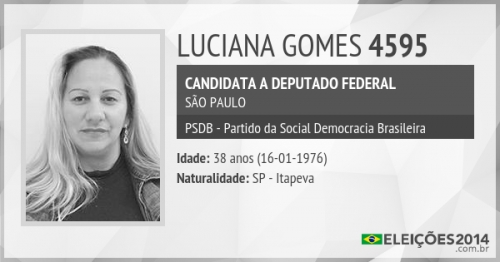 LUCIANA GOMES 4595
CANDIDATA A DEPUTADO FEDERAL
SÃO PAULO
PSDB - Partido da Social Democracia Brasileira
Idade: 38 anos (16-01-1976)
Naturalidade: SP - Itapeva
ELEIÇÕES2014
.com.br